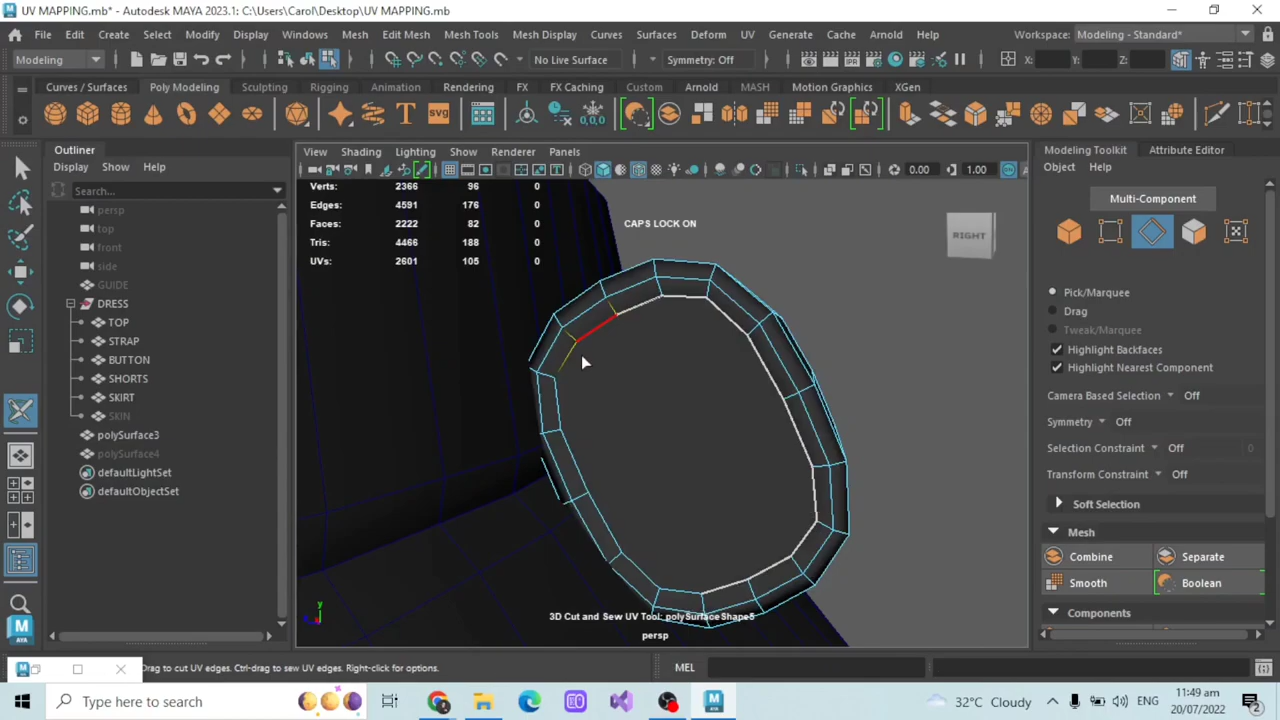 UV MAPPING.mb* - Autodesk MAYA 2023.1: C:\Users\Carol\Desktop\UV MAPPING.mb
File Edit Create Select Modify Display Windows Mesh Edit Mesh Mesh Tools Mesh Display Curves Surfaces Deform UV Generate Cache Arnold Help Workspace: Modeling - Standard*
Modeling No Live Surface Symmetry: Off X: Y: Z:
Curves / Surfaces Poly Modeling Sculpting Rigging Animation Rendering FX FX Caching Custom Arnold MASH Motion Graphics XGen
SVG 0,0,0
Outliner
Display Show Help
Search...
persp
top
front
side
GUIDE
DRESS
TOP
STRAP
BUTTON
SHORTS
SKIRT
SKIN
polySurface3
polySurface4
defaultLightSet
defaultObjectSet
View Shading Lighting Show Renderer Panels
0.00 1.00
Verts: 2366 96 0
Edges: 4591 176 0
Faces: 2222 82 0
Tris: 4466 188 0
UVs: 2601 105 0
CAPS LOCK ON
RIGHT
y
3D Cut and Sew UV Tool: polySurfaceShape5
persp
Modeling Toolkit Attribute Editor
Object Help
Multi-Component
Pick/Marquee
Drag
Tweak/Marquee
Highlight Backfaces
Highlight Nearest Component
Camera Based Selection Off
Symmetry Off
Selection Constraint Off 0
Transform Constraint Off
Soft Selection
Mesh
Combine Separate
Smooth Boolean
Components
Drag to cut UV edges. Ctrl-drag to sew UV edges. Right-click for options.
MEL
Type here to search
32°C Cloudy
ENG
11:49 am
20/07/2022
2